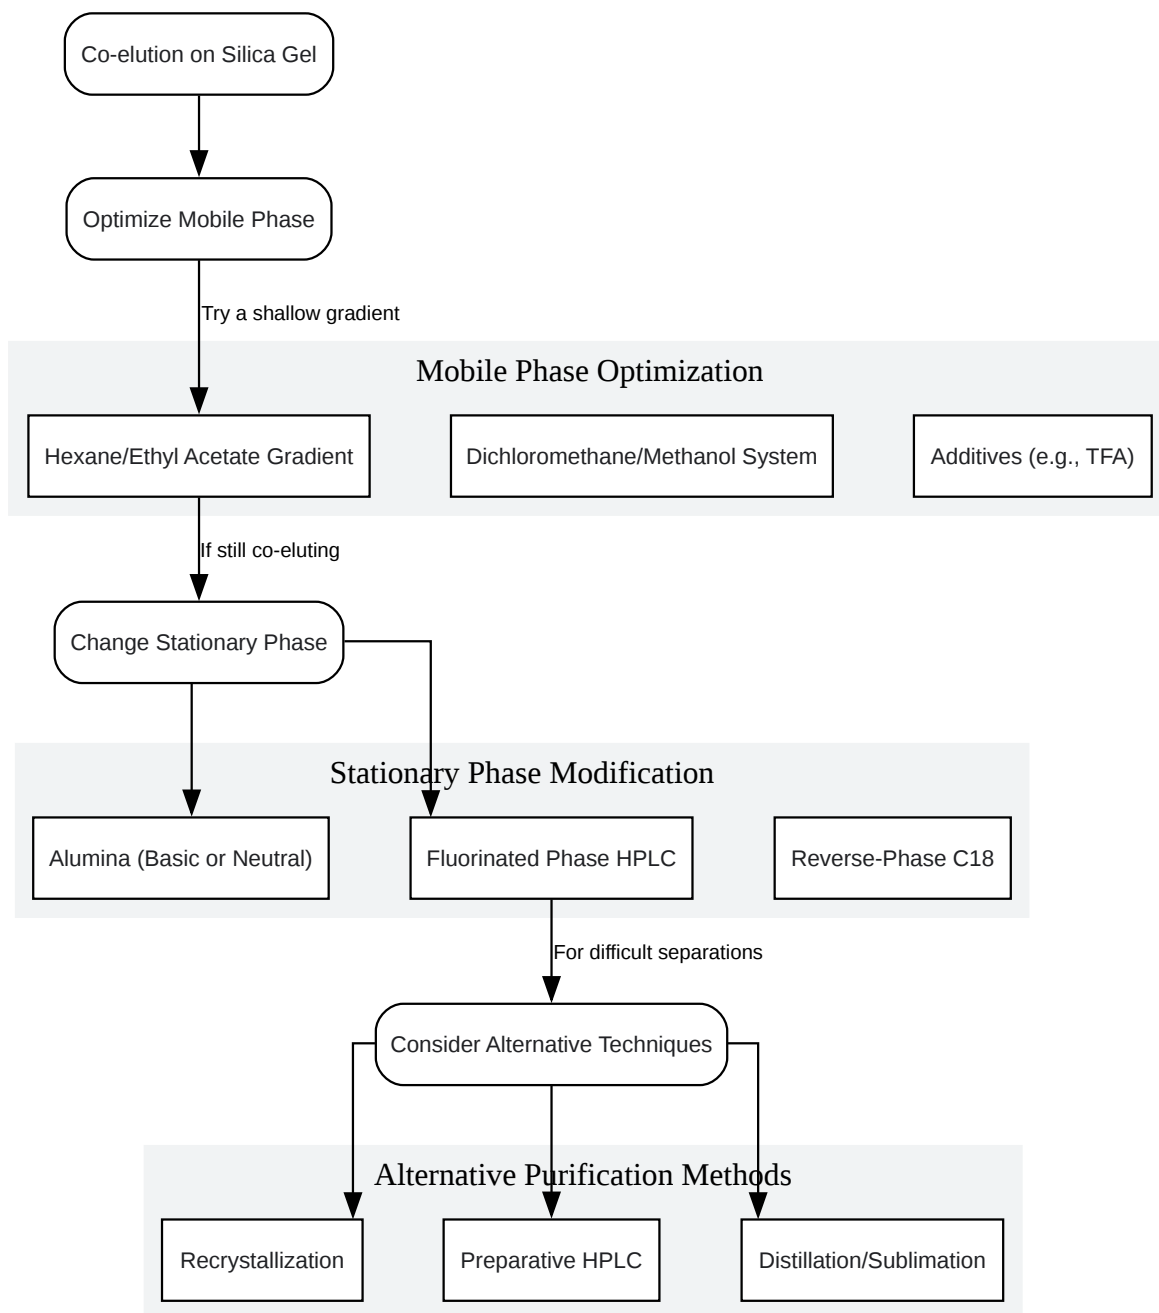 Co-elution on Silica Gel
Optimize Mobile Phase
Try a shallow gradient
Mobile Phase Optimization
Hexane/Ethyl Acetate Gradient
Dichloromethane/Methanol System
Additives (e.g., TFA)
If still co-eluting
Change Stationary Phase
Stationary Phase Modification
Alumina (Basic or Neutral)
Fluorinated Phase HPLC
Reverse-Phase C18
For difficult separations
Consider Alternative Techniques
Alternative Purification Methods
Recrystallization
Preparative HPLC
Distillation/Sublimation